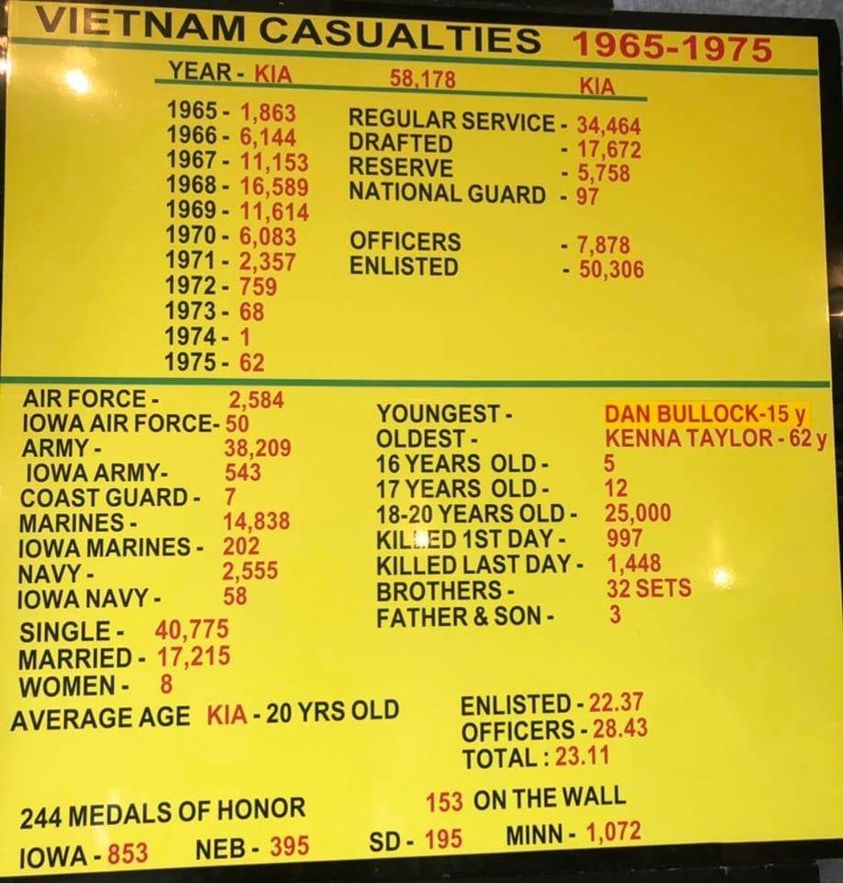 VIETNAM CASUALTIES 1965-1975
YEAR - KIA 58,178 KIA
1965 - 1,863
1966 - 6,144
1967 - 11,153
1968 - 16,589
1969 - 11,614
1970 - 6,083
1971 - 2,357
1972 - 759
1973 - 68
1974 - 1
1975 - 62
REGULAR SERVICE - 34,464
DRAFTED - 17,672
RESERVE - 5,758
NATIONAL GUARD - 97
OFFICERS - 7,878
ENLISTED - 50,306
AIR FORCE - 2,584
IOWA AIR FORCE- 50
ARMY - 38,209
IOWA ARMY- 543
COAST GUARD - 7
MARINES - 14,838
IOWA MARINES - 202
NAVY - 2,555
IOWA NAVY - 58
SINGLE - 40,775
MARRIED - 17,215
WOMEN - 8
YOUNGEST - DAN BULLOCK-15 y
OLDEST - KENNA TAYLOR - 62 y
16 YEARS OLD - 5
17 YEARS OLD - 12
18-20 YEARS OLD - 25,000
KILLED 1ST DAY - 997
KILLED LAST DAY - 1,448
BROTHERS - 32 SETS
FATHER & SON - 3
AVERAGE AGE KIA - 20 YRS OLD
ENLISTED - 22.37
OFFICERS - 28.43
TOTAL : 23.11
244 MEDALS OF HONOR 153 ON THE WALL
IOWA - 853 NEB - 395 SD - 195 MINN - 1,072